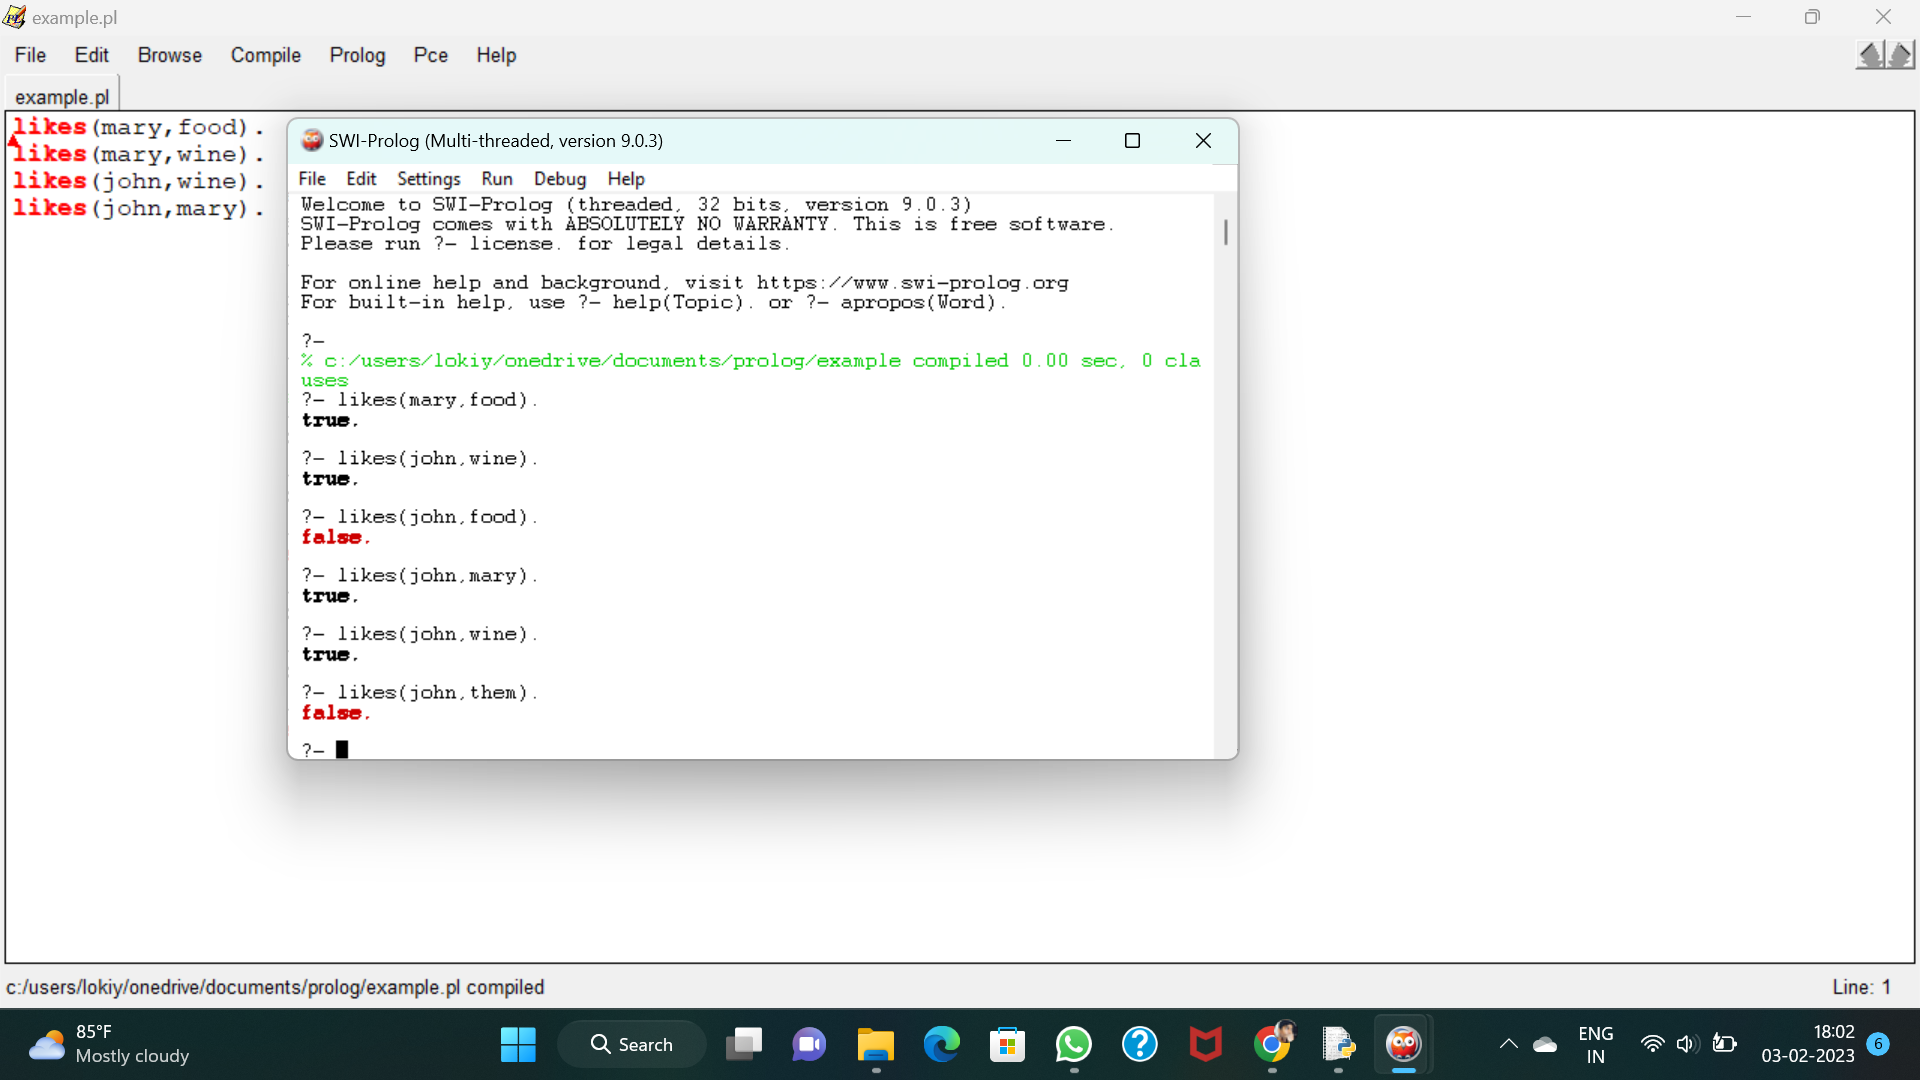 example.pl
File Edit Browse Compile Prolog Pce Help
example.pl
likes(mary,food).
likes(mary,wine).
likes(john,wine).
likes(john,mary).
SWI-Prolog (Multi-threaded, version 9.0.3)
File Edit Settings Run Debug Help
Welcome to SWI-Prolog (threaded, 32 bits, version 9.0.3)
SWI-Prolog comes with ABSOLUTELY NO WARRANTY. This is free software.
Please run ?- license. for legal details.
For online help and background, visit https://www.swi-prolog.org
For built-in help, use ?- help(Topic). or ?- apropos(Word).
?-
% c:/users/lokiy/onedrive/documents/prolog/example compiled 0.00 sec, 0 cla
uses
?- likes(mary,food).
true.
?- likes(john,wine).
true.
?- likes(john,food).
false.
?- likes(john,mary).
true.
?- likes(john,wine).
true.
?- likes(john,them).
false.
?-
c:/users/lokiy/onedrive/documents/prolog/example.pl compiled
Line: 1
85°F
Mostly cloudy
Search
ENG
IN
18:02
03-02-2023
6